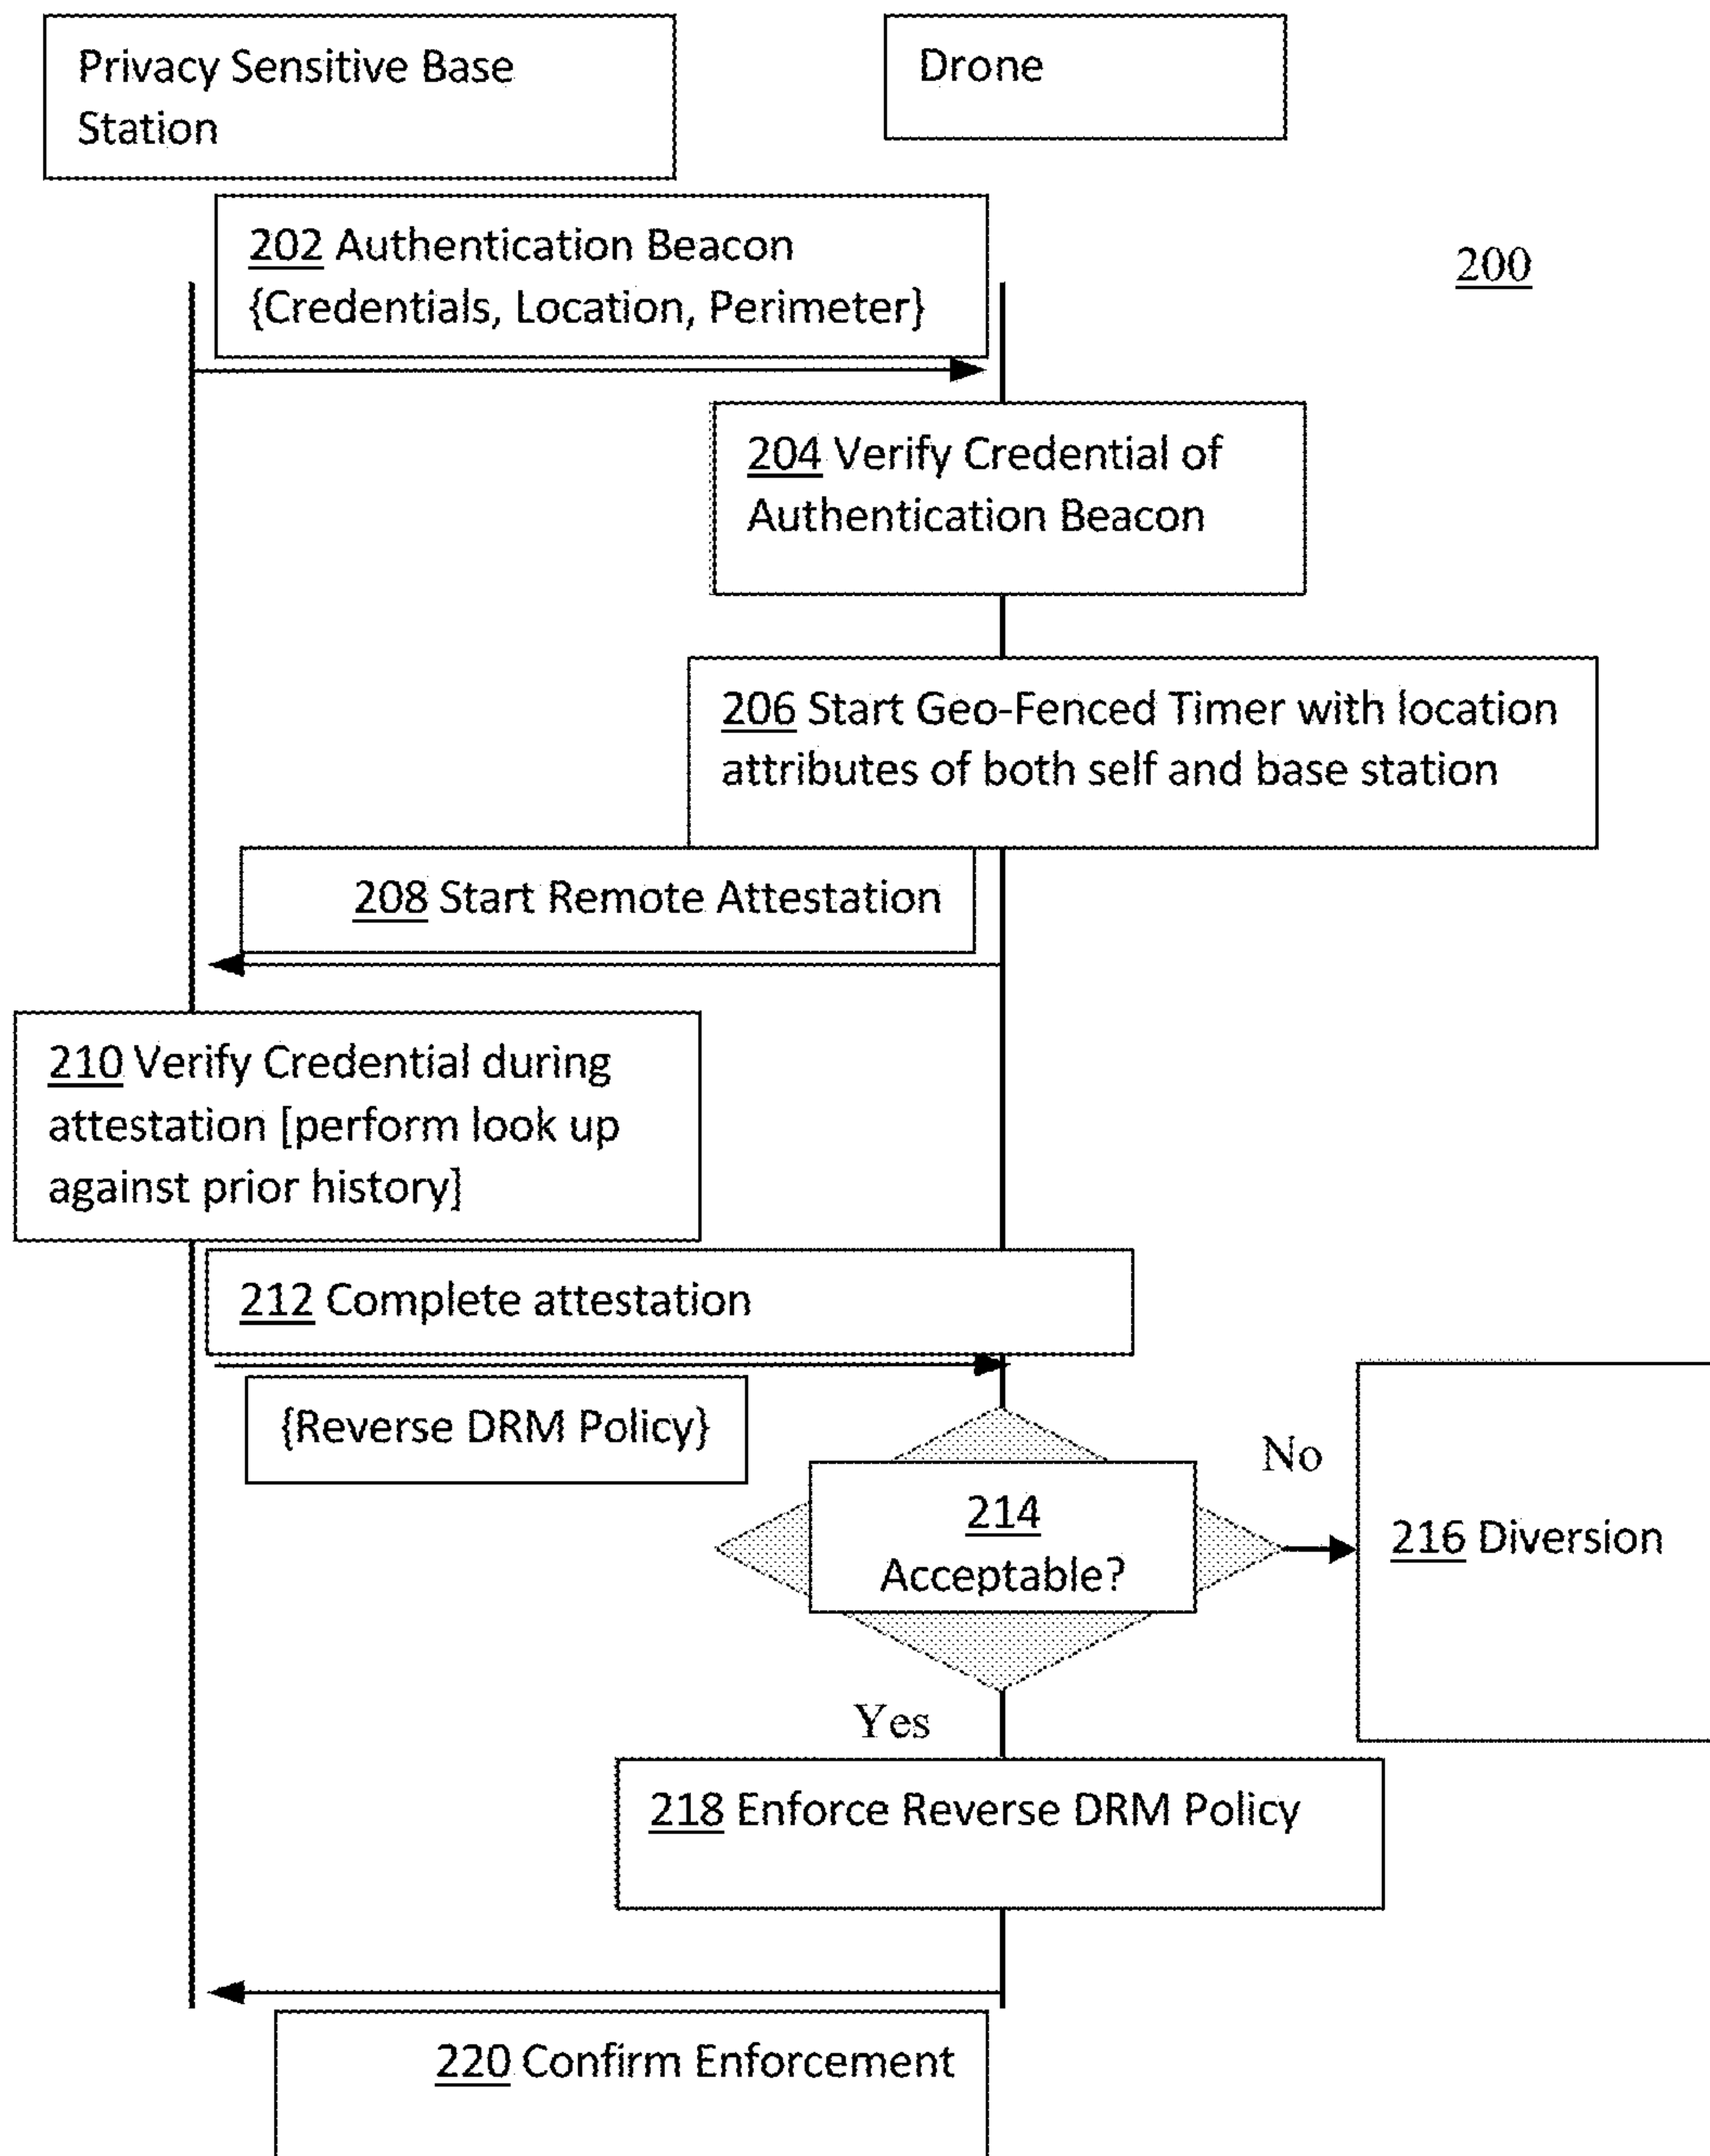 Privacy Sensitive Base
Station
Drone
202 Authentication Beacon
{Credentials, Location, Perimeter}
200
204 Verify Credential of
Authentication Beacon
206 Start Geo-Fenced Timer with location
attributes of both self and base station
208 Start Remote Attestation
210 Verify Credential during
attestation [perform look up
against prior history]
212 Complete attestation
{Reverse DRM Policy}
214
Acceptable?
No
216 Diversion
Yes
218 Enforce Reverse DRM Policy
220 Confirm Enforcement